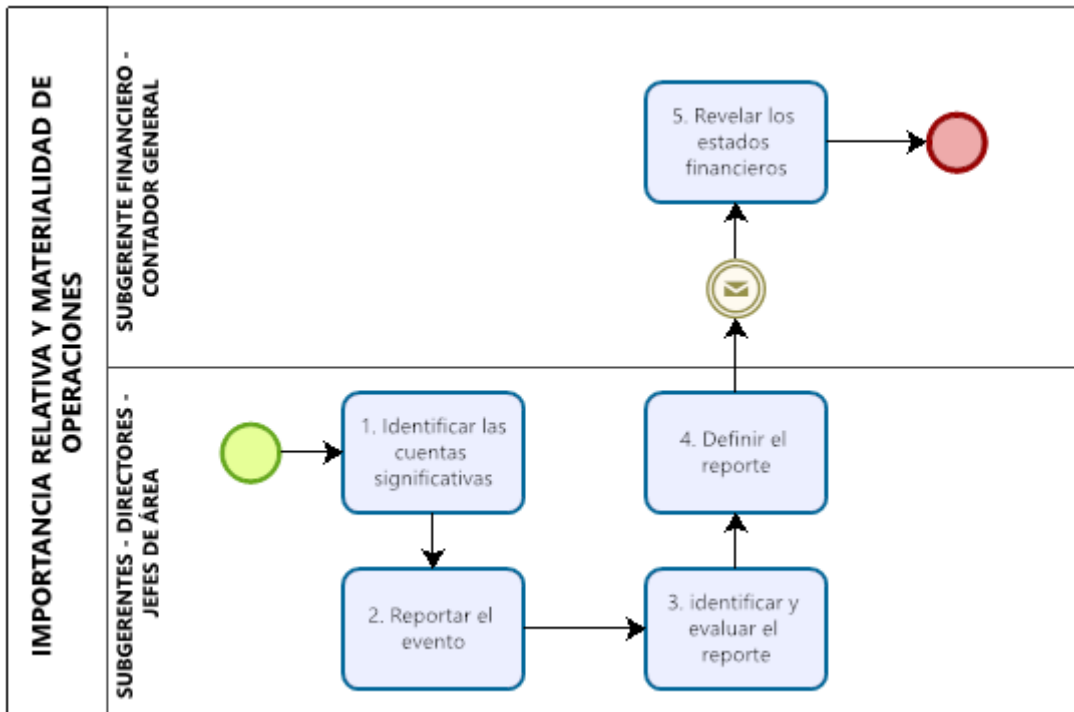 IMPORTANCIA RELATIVA Y MATERIALIDAD DE
OPERACIONES
SUBGERENTE FINANCIERO -
CONTADOR GENERAL
5. Revelar los
estados
financieros
SUBGERENTES - DIRECTORES -
JEFES DE ÁREA
1. Identificar las
cuentas
significativas
2. Reportar el
evento
3. identificar y
evaluar el
reporte
4. Definir el
reporte